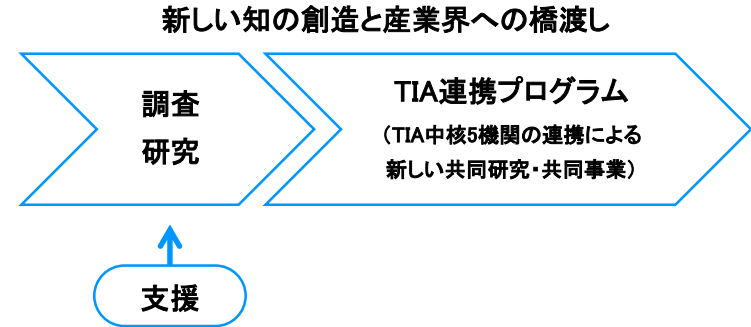 新しい知の創造と産業界への橋渡し
調査
研究
TIA連携プログラム
（TIA中核5機関の連携による
新しい共同研究・共同事業）
支援